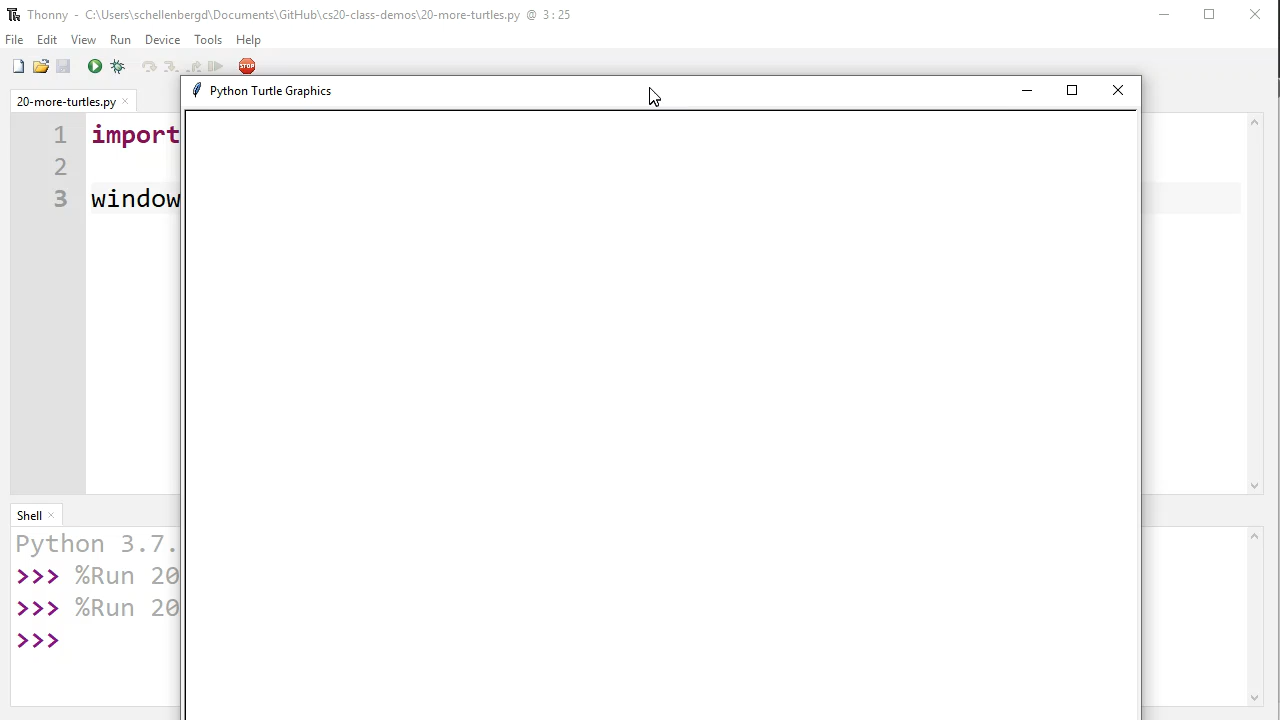 Thonny - C:\Users\schellenbergd\Documents\GitHub\cs20-class-demos\20-more-turtles.py @ 3:25
File Edit View Run Device Tools Help
STOP
Python Turtle Graphics
20-more-turtles.py ×
1 import
2
3 window
Shell ×
Python 3.7.
>>> %Run 20
>>> %Run 20
>>>